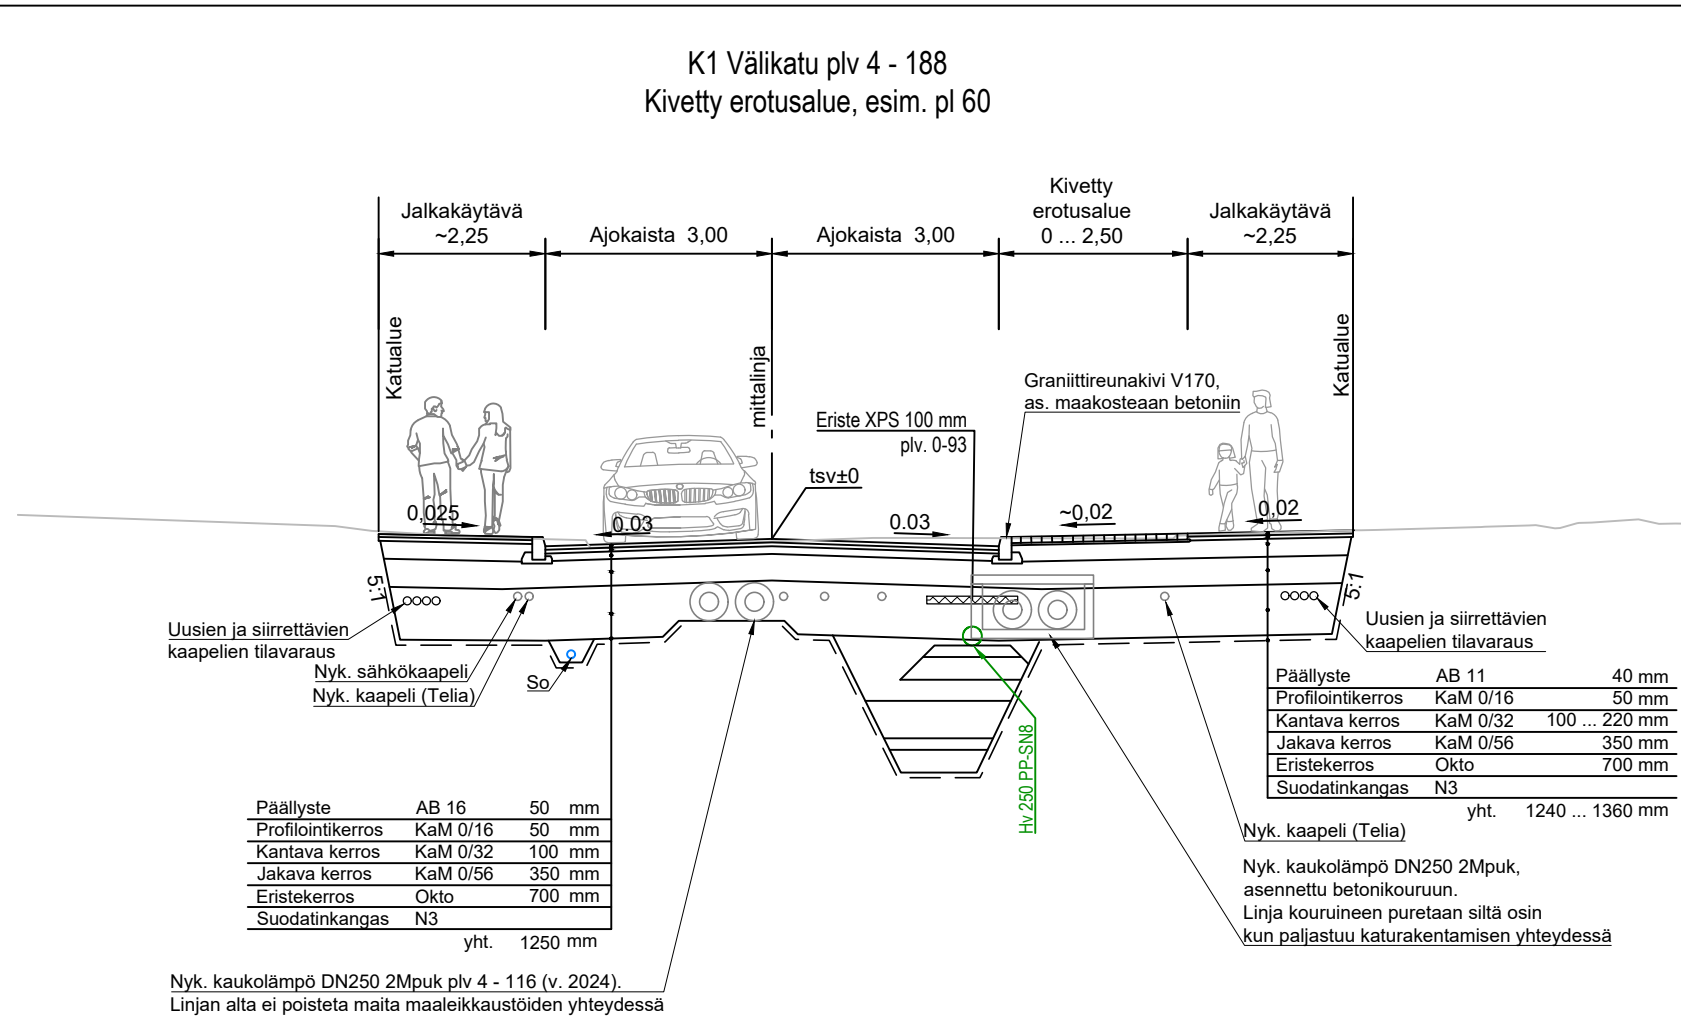 K1 Välikatu plv 4 - 188
Kivetty erotusalue, esim. pl 60
Jalkakäytävä
~2,25
Ajokaista 3,00
Ajokaista 3,00
Kivetty
erotusalue
0 ... 2,50
Jalkakäytävä
~2,25
Katualue
mittalinja
Katualue
Graniittireunakivi V170,
as. maakosteaan betoniin
Eriste XPS 100 mm
plv. 0-93
tsv±0
0,025
0.03
0.03
~0,02
0,02
5:1
5:1
Uusien ja siirrettävien
kaapelien tilavaraus
Nyk. sähkökaapeli
Nyk. kaapeli (Telia)
So
Hv 250 PP-SN8
Uusien ja siirrettävien
kaapelien tilavaraus
Päällyste AB 11 40 mm
Profilointikerros KaM 0/16 50 mm
Kantava kerros KaM 0/32 100 ... 220 mm
Jakava kerros KaM 0/56 350 mm
Eristekerros Okto 700 mm
Suodatinkangas N3
yht. 1240 ... 1360 mm
Päällyste AB 16 50 mm
Profilointikerros KaM 0/16 50 mm
Kantava kerros KaM 0/32 100 mm
Jakava kerros KaM 0/56 350 mm
Eristekerros Okto 700 mm
Suodatinkangas N3
yht. 1250 mm
Nyk. kaapeli (Telia)
Nyk. kaukolämpö DN250 2Mpuk,
asennettu betonikouruun.
Linja kouruineen puretaan siltä osin
kun paljastuu katurakentamisen yhteydessä
Nyk. kaukolämpö DN250 2Mpuk plv 4 - 116 (v. 2024).
Linjan alta ei poisteta maita maaleikkaustöiden yhteydessä